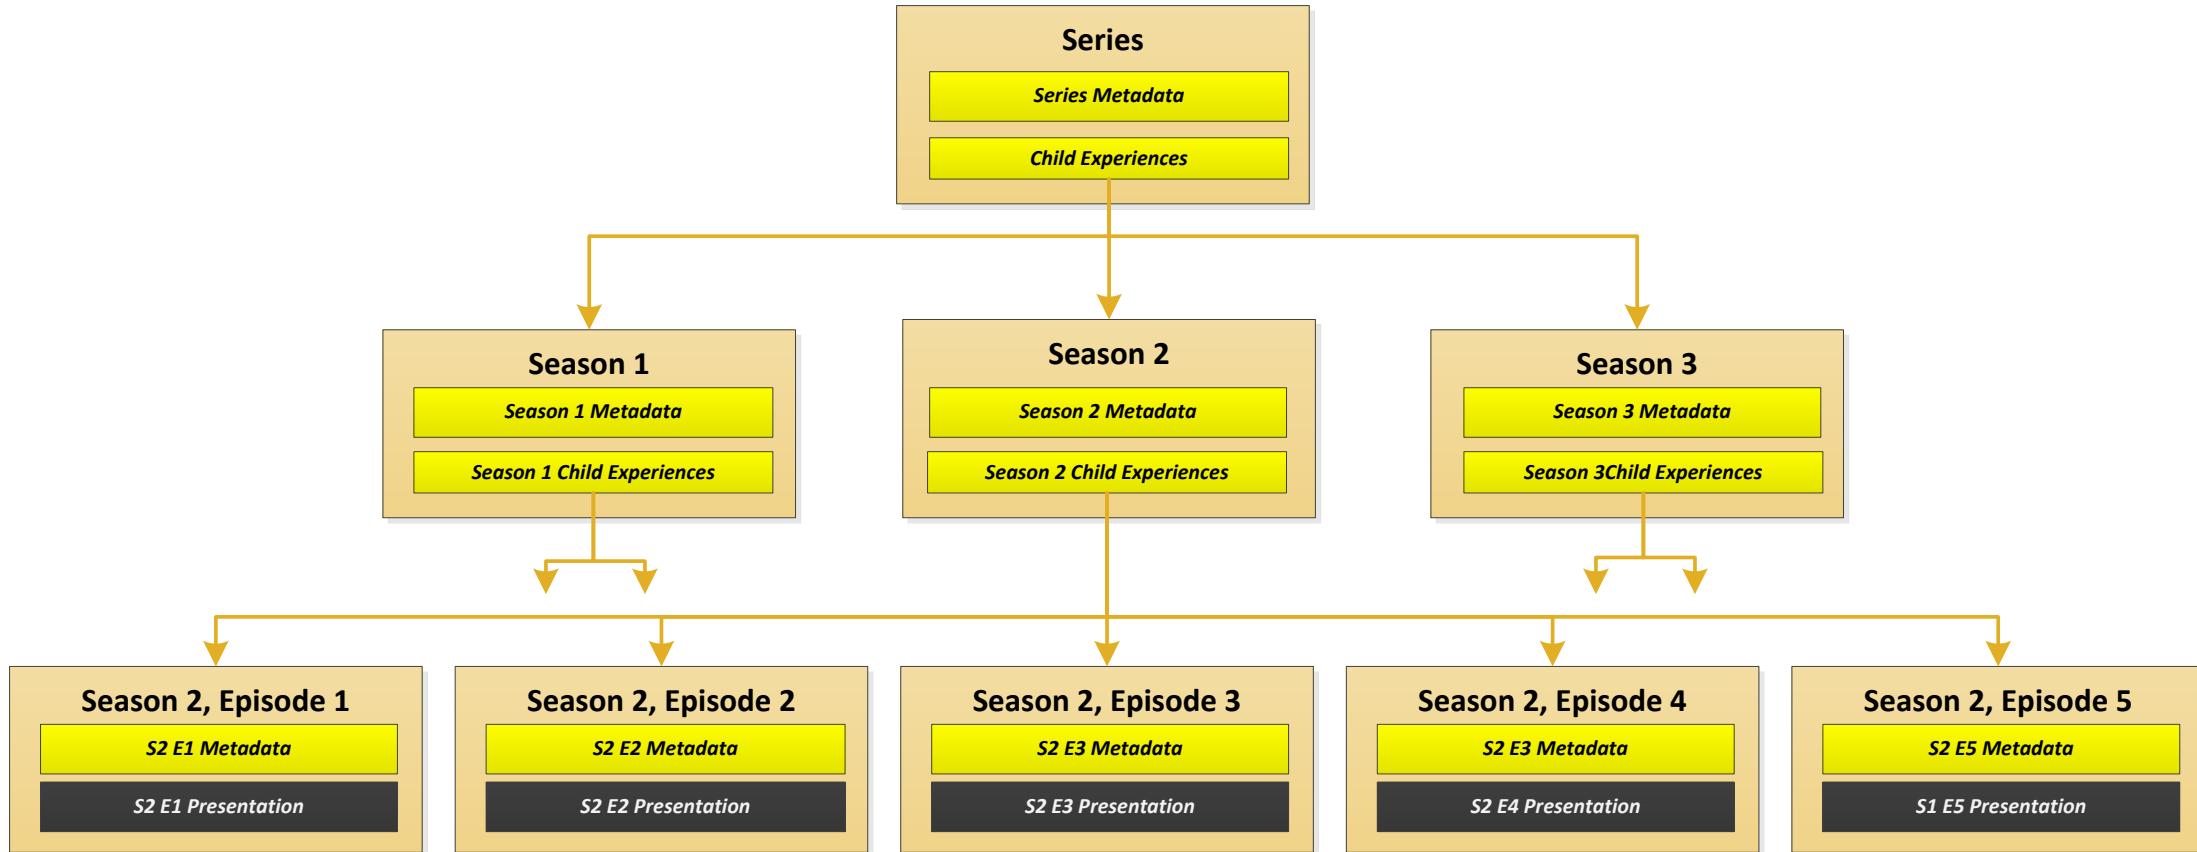 Series
Series Metadata
Child Experiences
Season 1
Season 1 Metadata
Season 1 Child Experiences
Season 2
Season 2 Metadata
Season 2 Child Experiences
Season 3
Season 3 Metadata
Season 3Child Experiences
Season 2, Episode 1
S2 E1 Metadata
S2 E1 Presentation
Season 2, Episode 2
S2 E2 Metadata
S2 E2 Presentation
Season 2, Episode 3
S2 E3 Metadata
S2 E3 Presentation
Season 2, Episode 4
S2 E3 Metadata
S2 E4 Presentation
Season 2, Episode 5
S2 E5 Metadata
S1 E5 Presentation